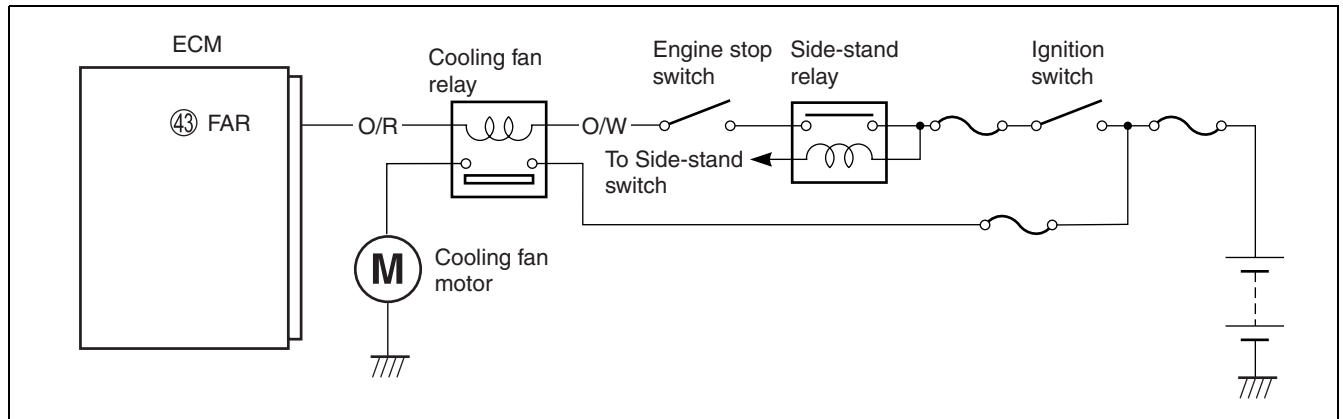 ECM
Cooling fan
relay
Engine stop
switch
Side-stand
relay
Ignition
switch
㊸ FAR
O/R
O/W
To Side-stand
switch
M
Cooling fan
motor